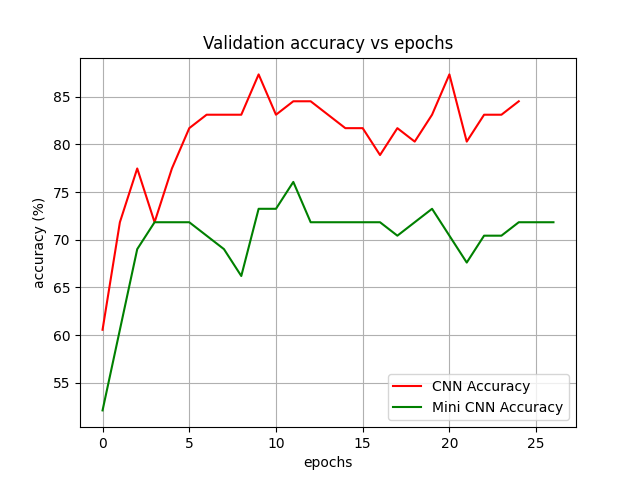 Validation accuracy vs epochs
accuracy (%)
85
80
75
70
65
60
55
0 5 10 15 20 25
epochs
CNN Accuracy
Mini CNN Accuracy